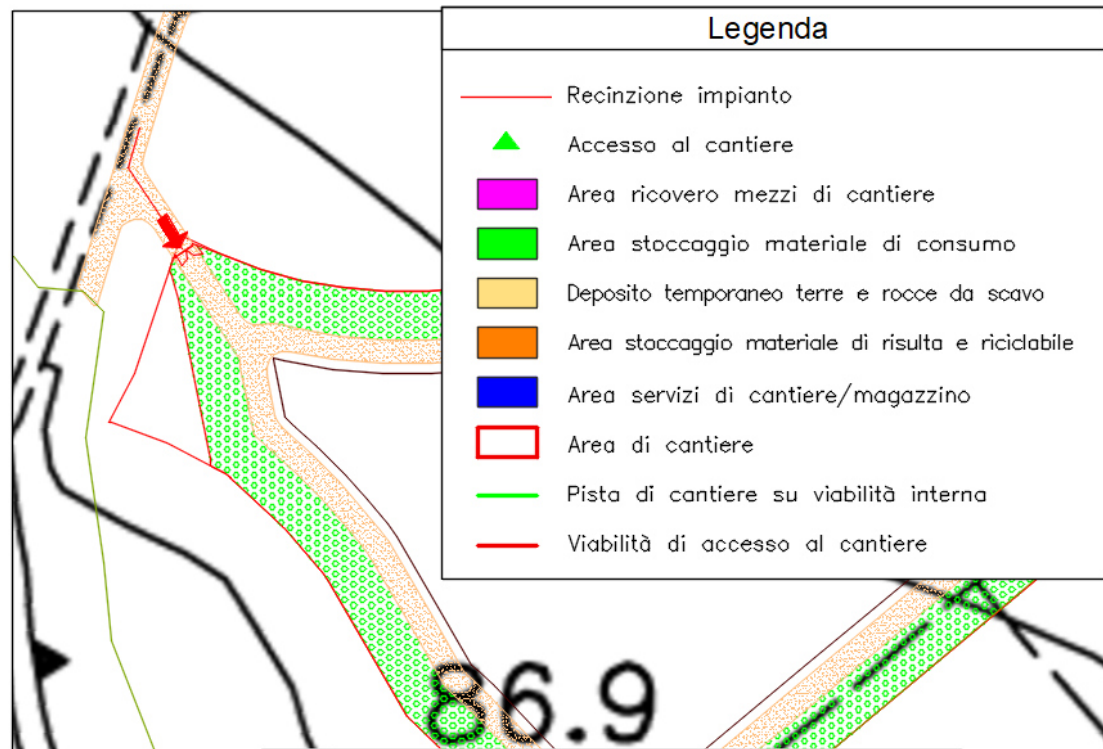 Legenda
Recinzione impianto
Accesso al cantiere
Area ricovero mezzi di cantiere
Area stoccaggio materiale di consumo
Deposito temporaneo terre e rocce da scavo
Area stoccaggio materiale di risulta e riciclabile
Area servizi di cantiere/magazzino
Area di cantiere
Pista di cantiere su viabilità interna
Viabilità di accesso al cantiere
86.9